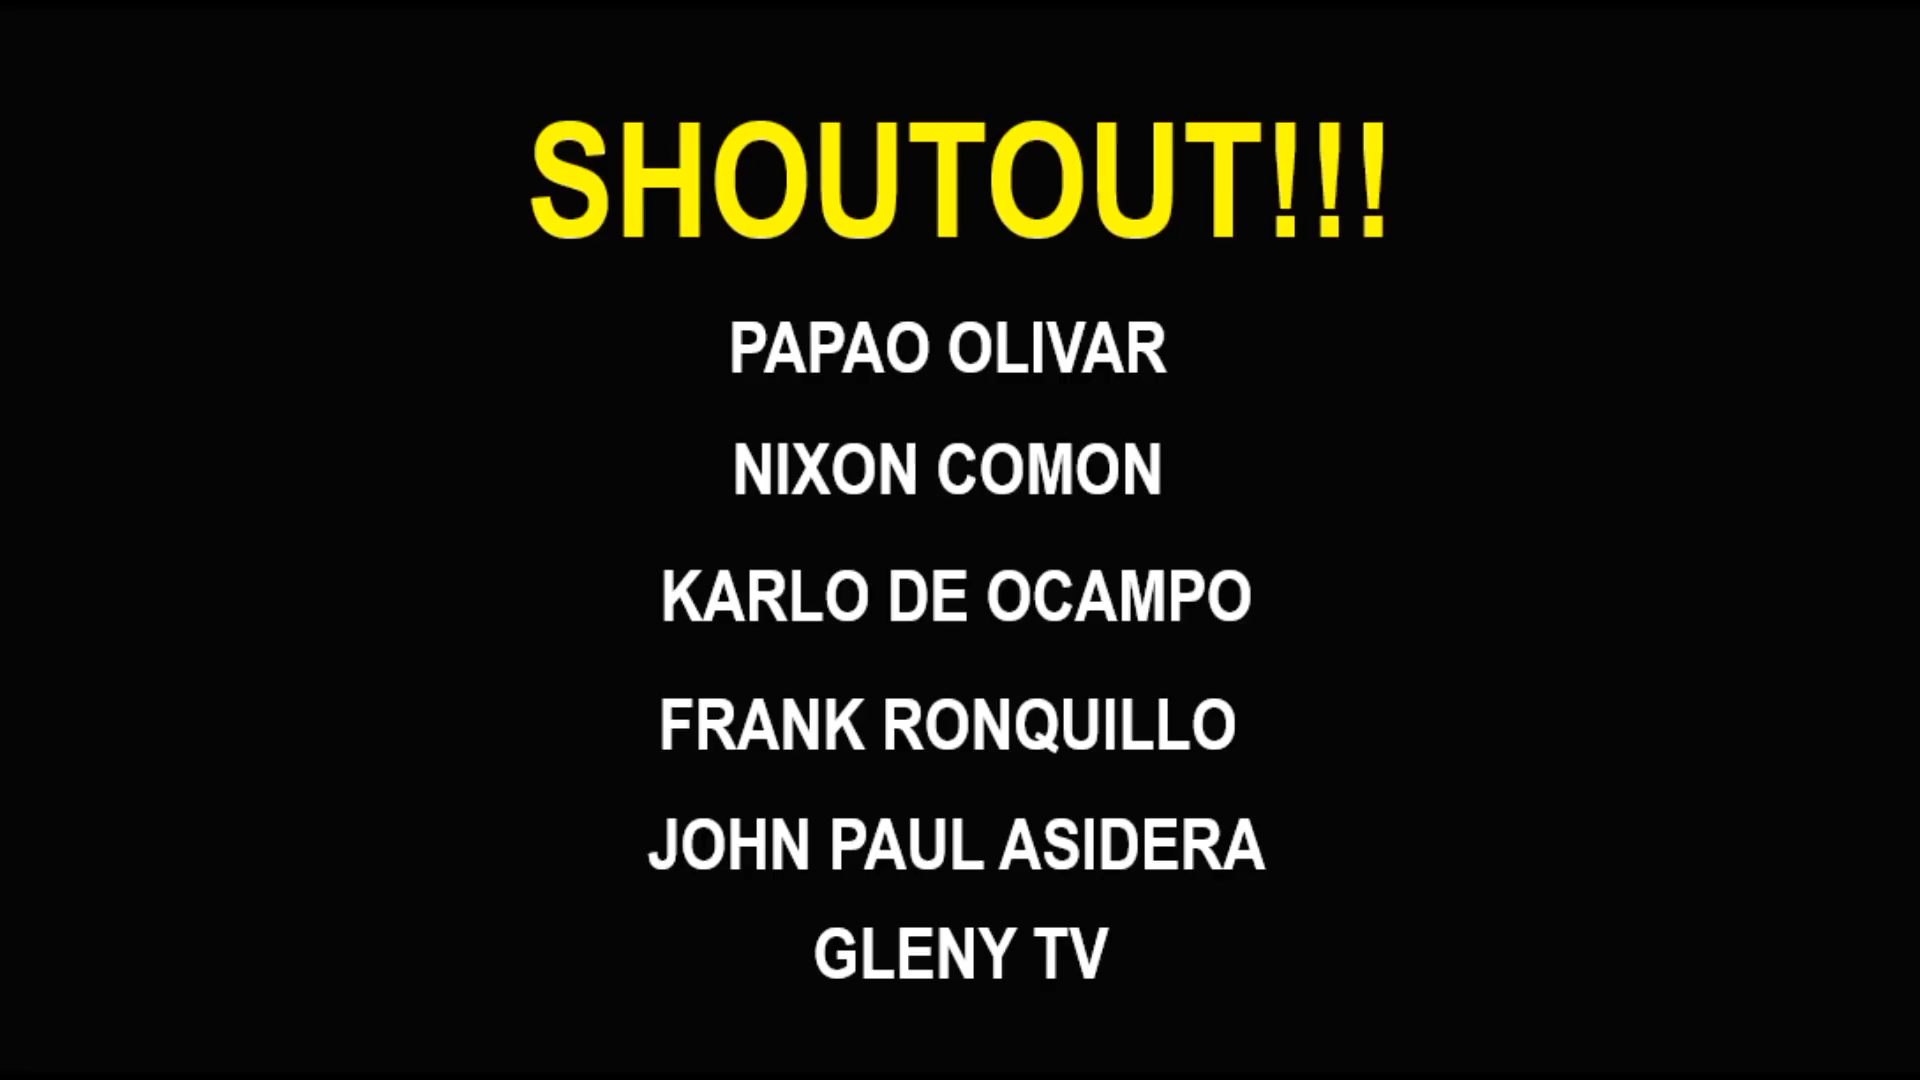 SHOUTOUT!!!
PAPAO OLIVAR
NIXON COMON
KARLO DE OCAMPO
FRANK RONQUILLO
JOHN PAUL ASIDERA
GLENY TV